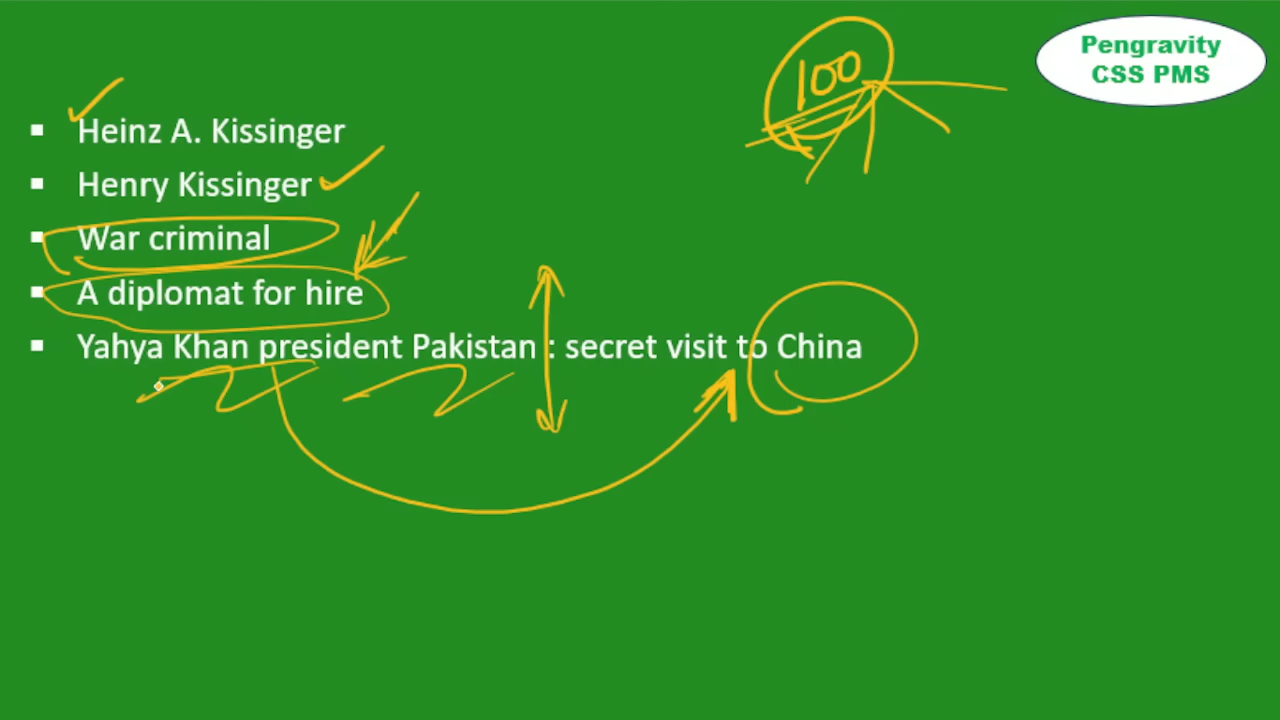 Pengravity
CSS PMS
100
Heinz A. Kissinger
Henry Kissinger
War criminal
A diplomat for hire
Yahya Khan president Pakistan : secret visit to China